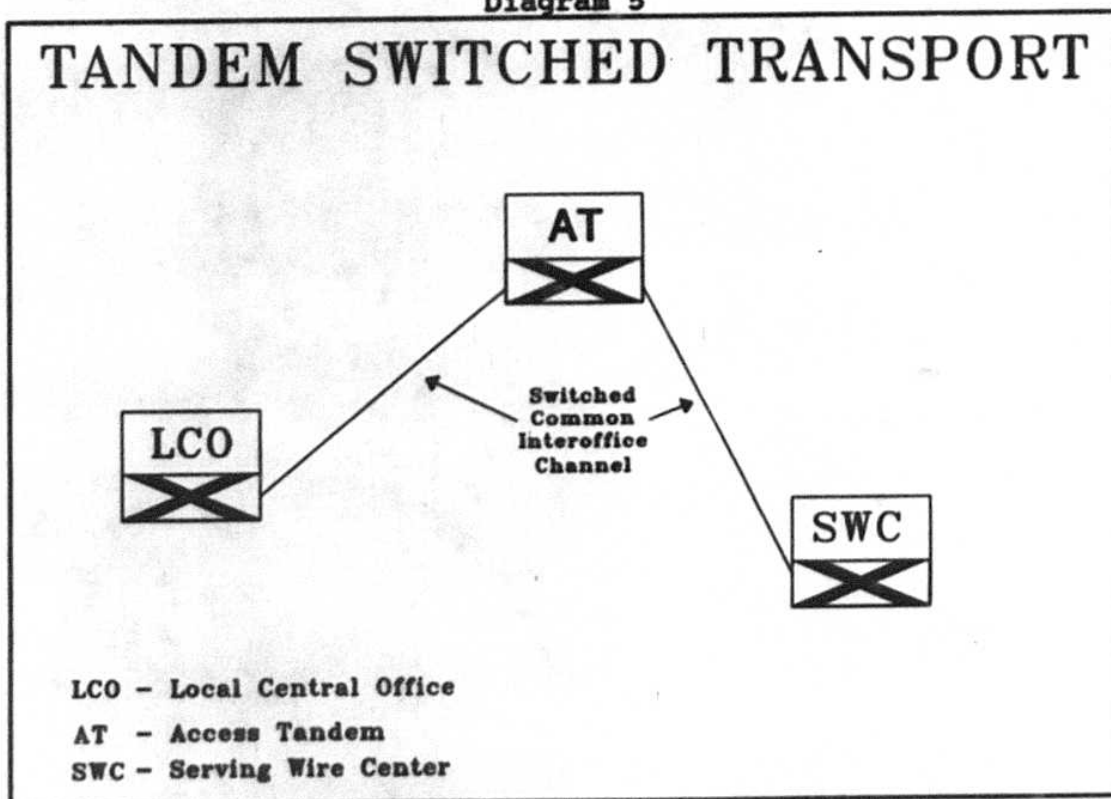 Diagram 5
TANDEM SWITCHED TRANSPORT
AT
LCO
Switched
Common
Interoffice
Channel
SWC
LCO - Local Central Office
AT - Access Tandem
SWC - Serving Wire Center